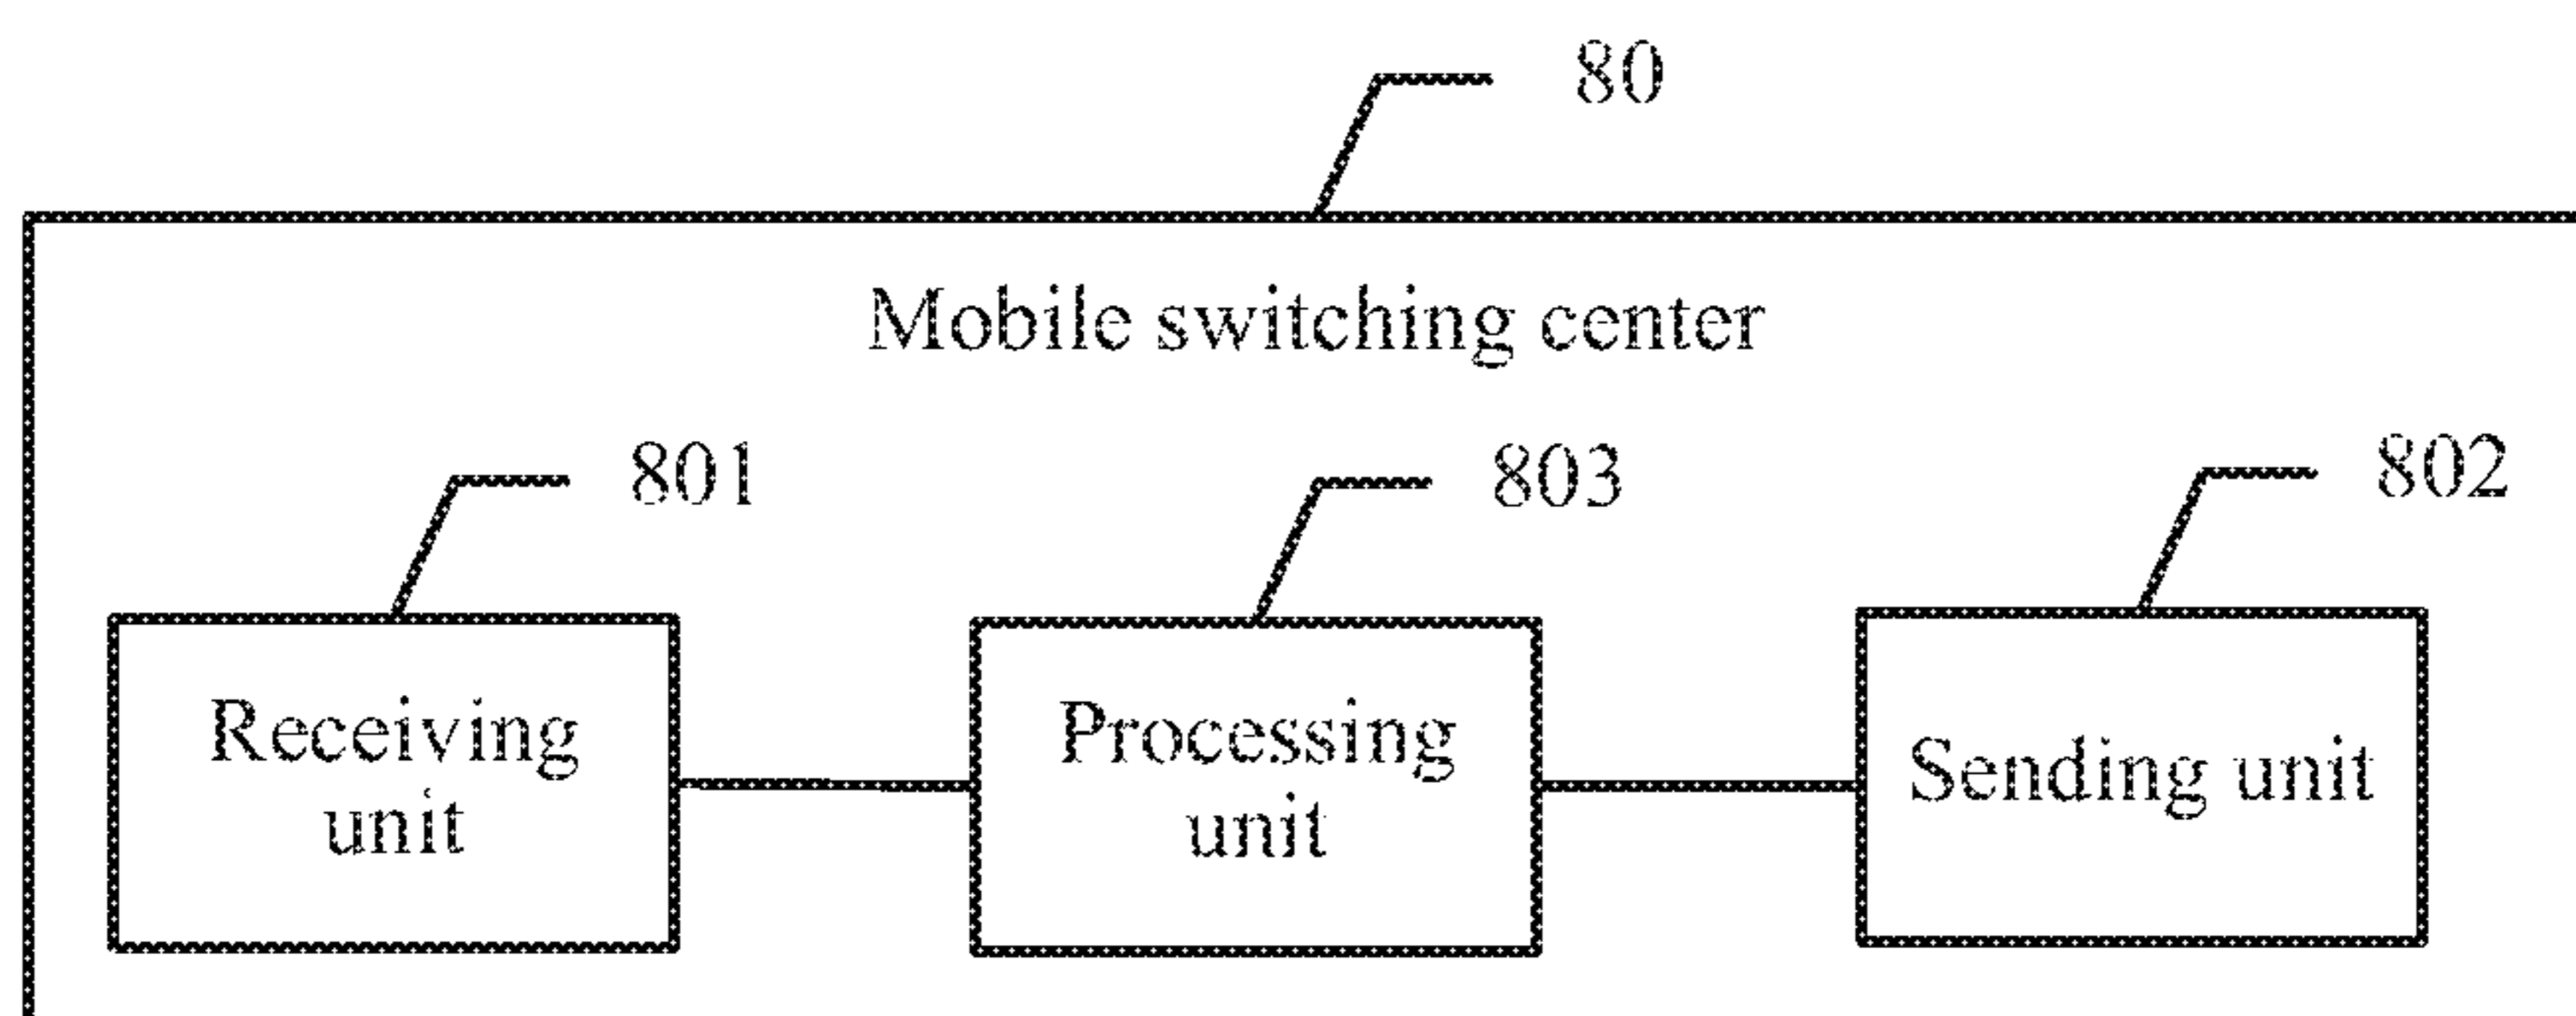 80
Mobile switching center
801
803
802
Receiving
unit
Processing
unit
Sending unit